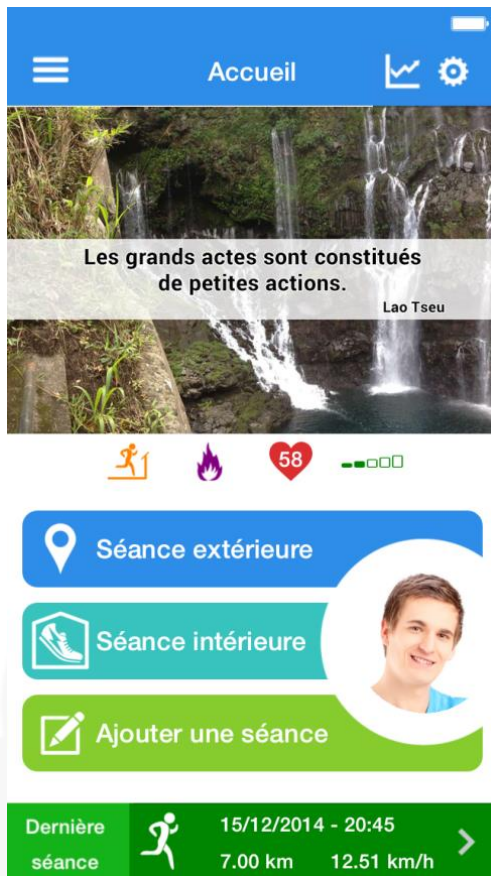 Accueil
Les grands actes sont constitués
de petites actions.
Lao Tseu
58
Séance extérieure
Séance intérieure
Ajouter une séance
Dernière
séance
15/12/2014 - 20:45
7.00 km 12.51 km/h